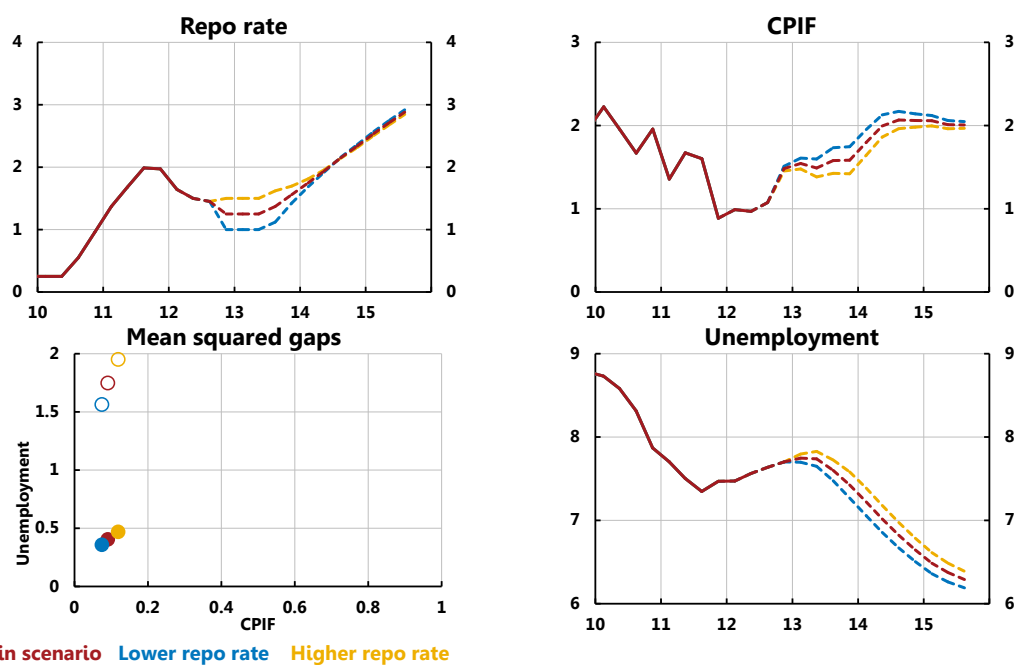 Repo rate
4 4
3 3
2 2
1 1
0 0
10 11 12 13 14 15
CPIF
3 3
2 2
1 1
0 0
10 11 12 13 14 15
Mean squared gaps
Unemployment
2
1.5
1
0.5
0
0 0.2 0.4 0.6 0.8 1
CPIF
Unemployment
9 9
8 8
7 7
6 6
10 11 12 13 14 15
in scenario Lower repo rate Higher repo rate